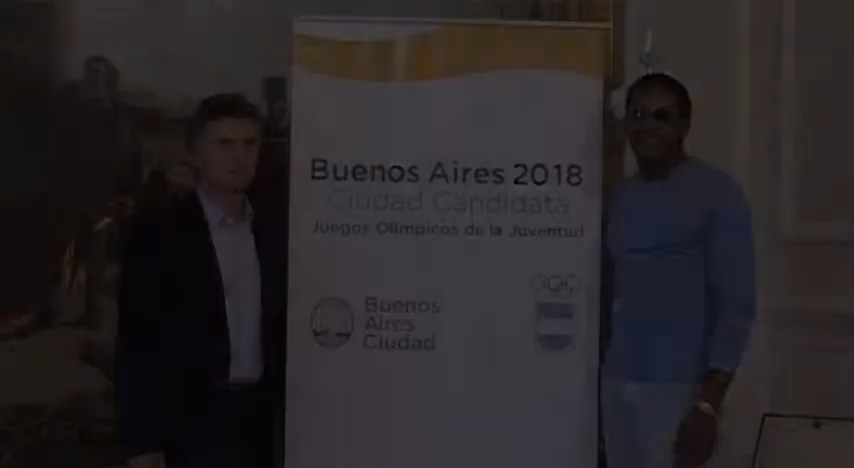 Buenos Aires 2018
Ciudad Candidata
Juegos Olímpicos de la Juventud
Buenos
Aires
Ciudad